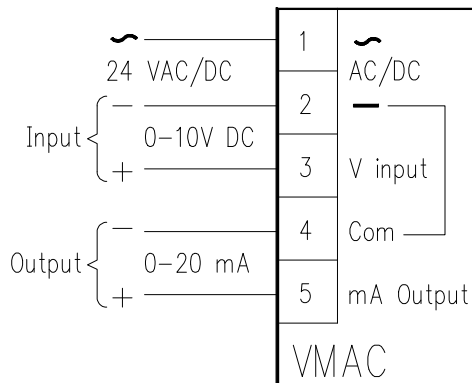 ~ 1 ~
24 VAC/DC AC/DC
− 2 −
Input 0-10V DC
+ 3 V input
− 4 Com
Output 0-20 mA
+ 5 mA Output
VMAC